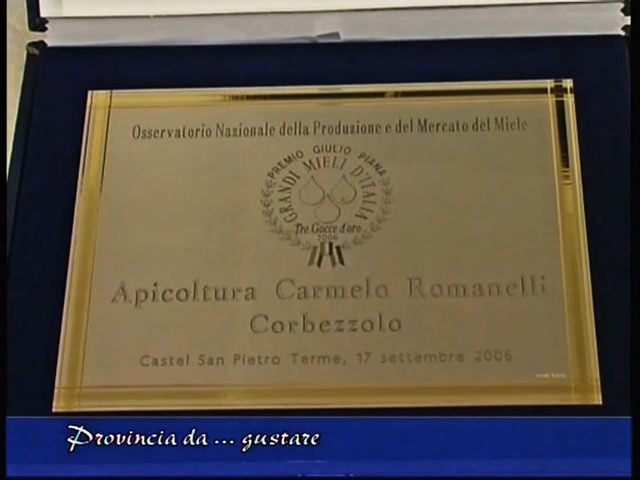 Osservatorio Nazionale della Produzione e del Mercato del Miele
PREMIO GIULIO PIANA
GRANDI MIELI D'ITALIA
Tre Gocce d'oro
2006
Apicoltura Carmelo Romanelli
Corbezzolo
Castel San Pietro Terme, 17 settembre 2006
Provincia da ... gustare